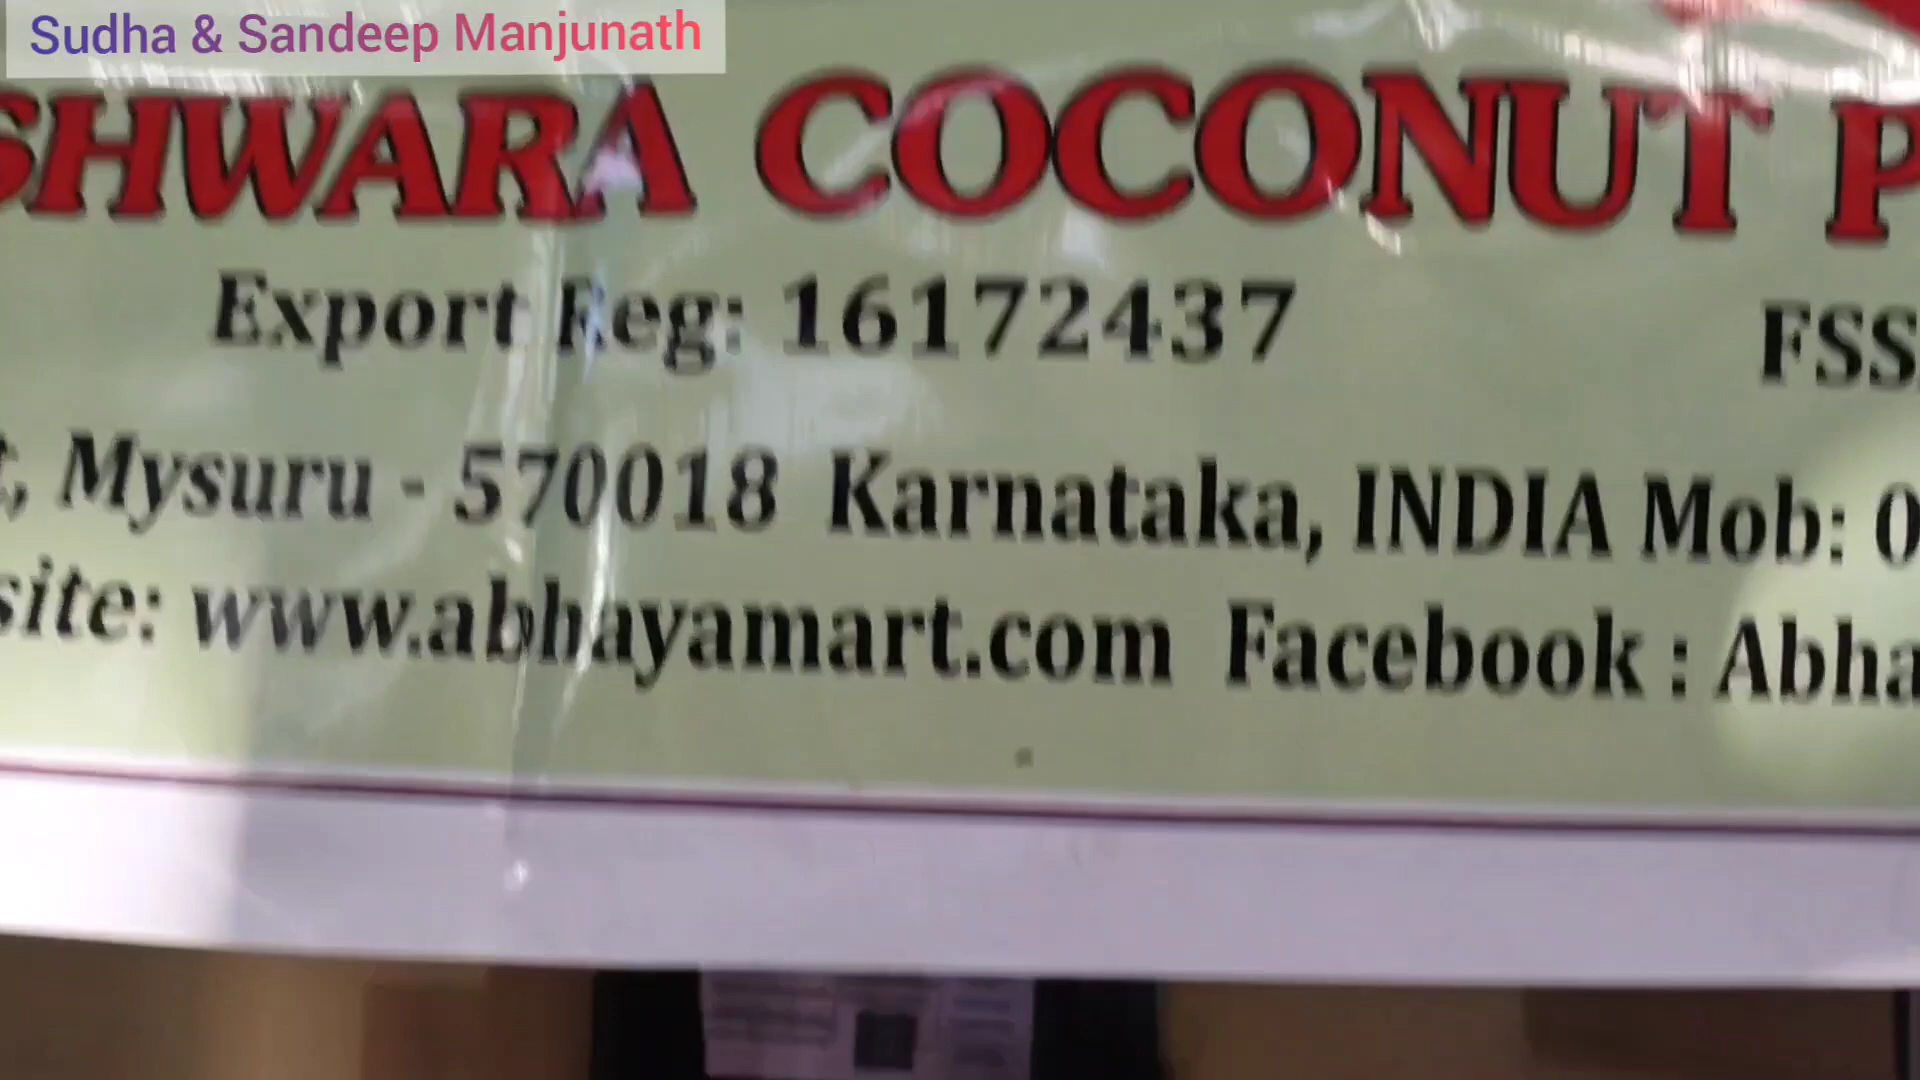 Sudha & Sandeep Manjunath
SHWARA COCONUT P
Export Reg: 16172437 FSS
, Mysuru - 570018 Karnataka, INDIA Mob: 0
site: www.abhayamart.com Facebook : Abha